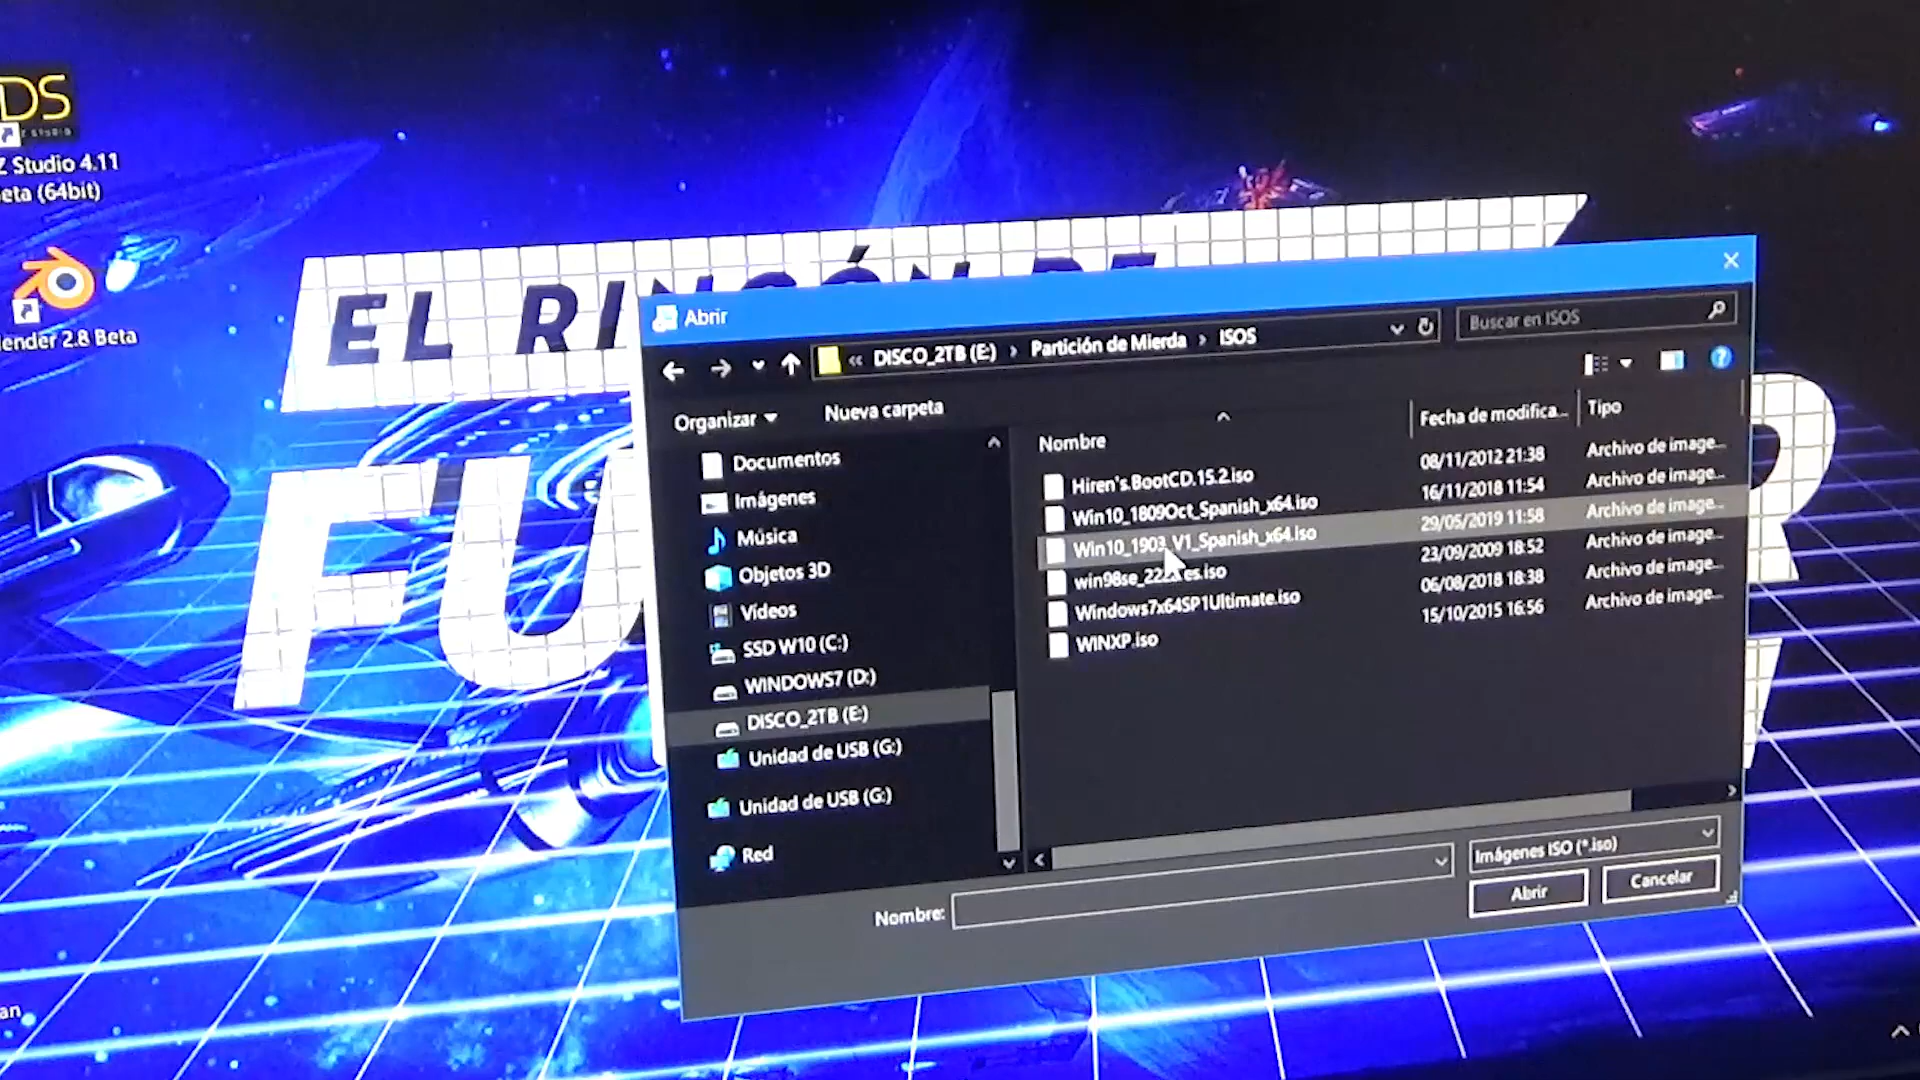 DS
Z STUDIO
Z Studio 4.11
eta (64bit)
ender 2.8 Beta
EL RINCÓN DE
FU
R
Abrir
« DISCO_2TB (E:) › Partición de Mierda › ISOS
Buscar en ISOS
Organizar
Nueva carpeta
Documentos
Imágenes
Música
Objetos 3D
Vídeos
SSD W10 (C:)
WINDOWS7 (D:)
DISCO_2TB (E:)
Unidad de USB (G:)
Unidad de USB (G:)
Red
Nombre Fecha de modifica... Tipo
Hiren's.BootCD.15.2.iso 08/11/2012 21:38 Archivo de image...
Win10_1809Oct_Spanish_x64.iso 16/11/2018 11:54 Archivo de image...
Win10_1903_V1_Spanish_x64.iso 29/05/2019 11:58 Archivo de image...
win98se_222 es.iso 23/09/2009 18:52 Archivo de image...
Windows7x64SP1Ultimate.iso 06/08/2018 18:38 Archivo de image...
WINXP.iso 15/10/2015 16:56 Archivo de image...
Nombre:
Imágenes ISO (*.iso)
Abrir
Cancelar
an